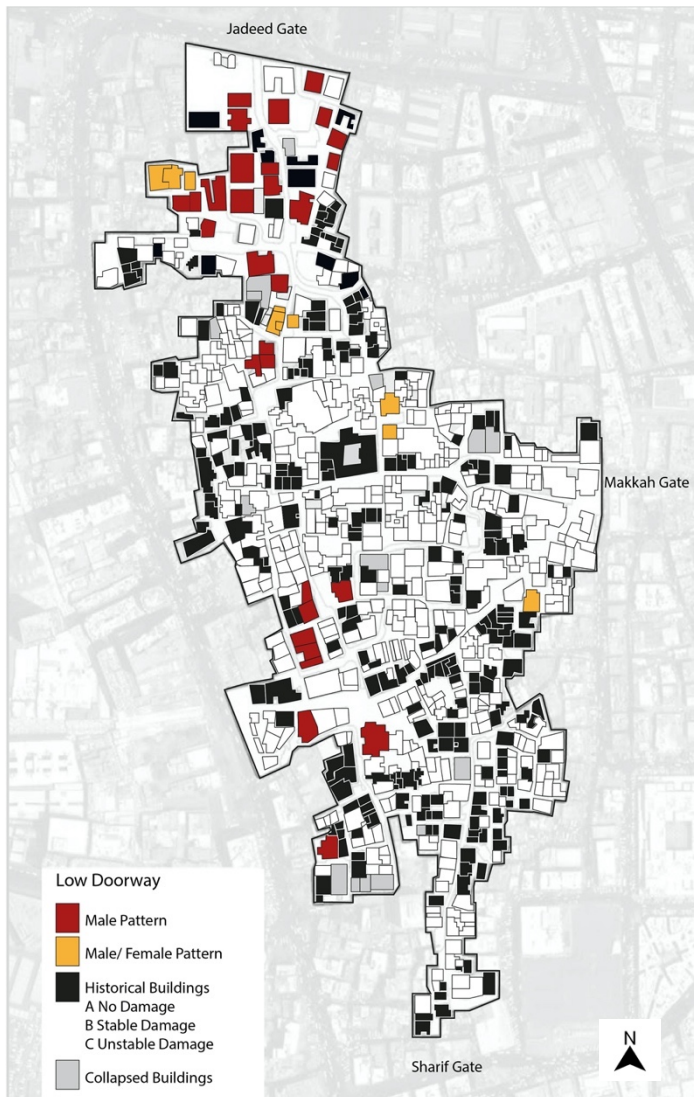 Jadeed Gate
Makkah Gate
Low Doorway
Male Pattern
Male/ Female Pattern
Historical Buildings
A No Damage
B Stable Damage
C Unstable Damage
Collapsed Buildings
N
Sharif Gate